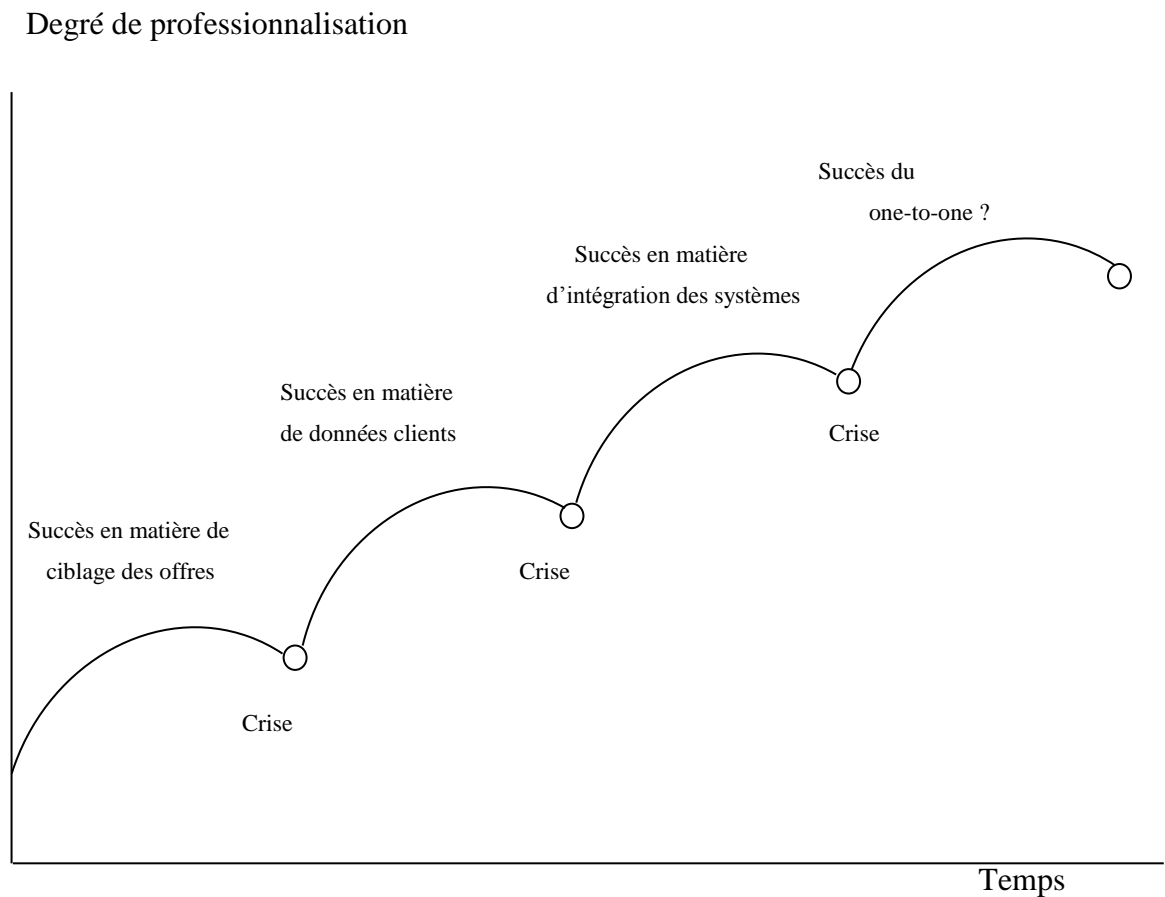 Degré de professionnalisation
Succès du
one-to-one ?
Succès en matière
d’intégration des systèmes
Succès en matière
de données clients
Crise
Succès en matière de
ciblage des offres
Crise
Crise
Temps